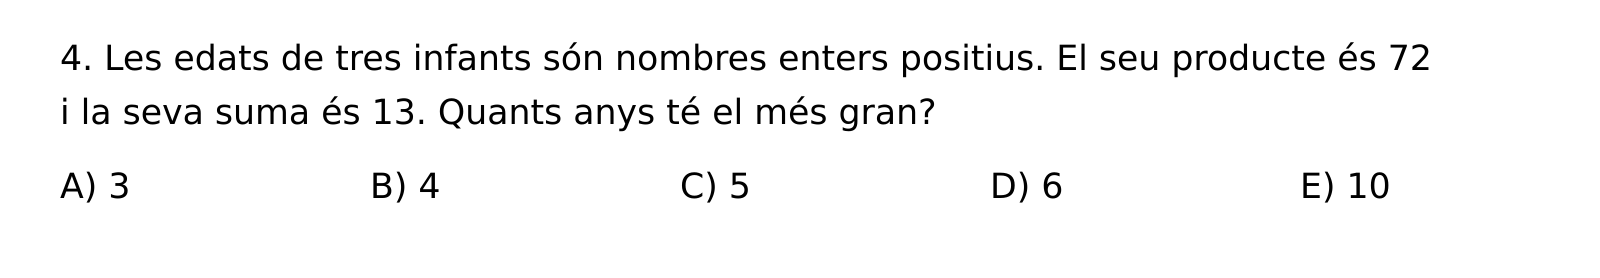 4. Les edats de tres infants són nombres enters positius. El seu producte és 72
i la seva suma és 13. Quants anys té el més gran?
A) 3 B) 4 C) 5 D) 6 E) 10